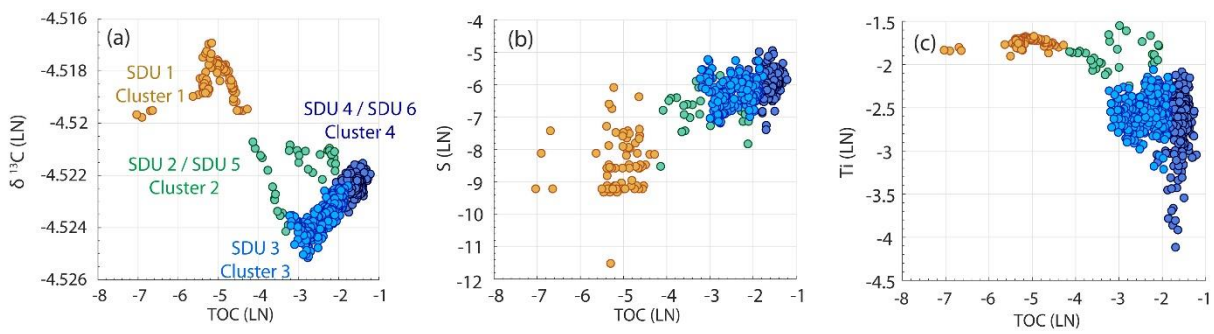 (a)
δ ¹³C (LN)
-4.516
-4.518
-4.52
-4.522
-4.524
-4.526
SDU 1
Cluster 1
SDU 4 / SDU 6
Cluster 4
SDU 2 / SDU 5
Cluster 2
SDU 3
Cluster 3
-8 -7 -6 -5 -4 -3 -2 -1
TOC (LN)
(b)
S (LN)
-4
-5
-6
-7
-8
-9
-10
-11
12
-8 -7 -6 -5 -4 -3 -2 -1
TOC (LN)
(c)
Ti (LN)
-1.5
-2
-2.5
-3
-3.5
-4
-4.5
-8 -7 -6 -5 -4 -3 -2 -1
TOC (LN)